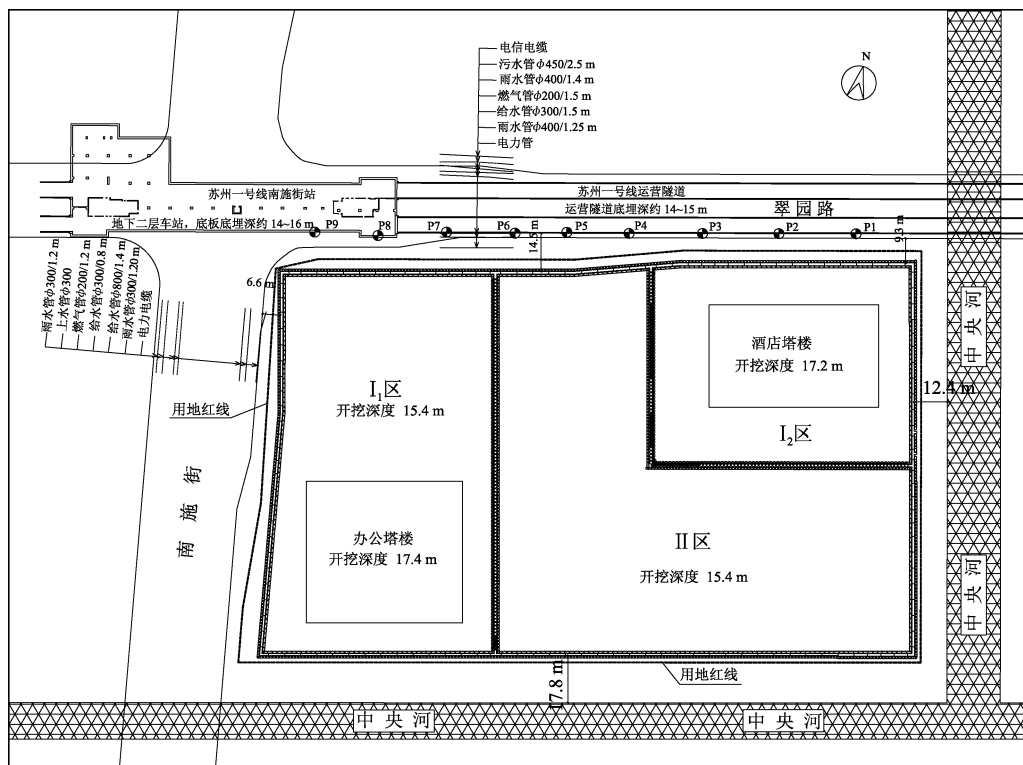 电信电缆
污水管ϕ450/2.5 m
雨水管ϕ400/1.4 m
燃气管ϕ200/1.5 m
给水管ϕ300/1.5 m
雨水管ϕ400/1.25 m
电力管
N
苏州一号线南施街站
苏州一号线运营隧道
运营隧道底埋深约 14~15 m
翠园路
地下二层车站，底板底埋深约 14~16 m
P9
P8
P7
P6
P5
P4
P3
P2
P1
14.5 m
9.3 m
6.6 m
雨水管ϕ300/1.2 m
上水管ϕ300
燃气管ϕ200/1.2 m
给水管ϕ300/0.8 m
给水管ϕ800/1.4 m
雨水管ϕ300/1.20 m
电力电缆
用地红线
南施街
I₁区
开挖深度 15.4 m
办公塔楼
开挖深度 17.4 m
酒店塔楼
开挖深度 17.2 m
I₂区
II区
开挖深度 15.4 m
12.4 m
中央河
中央河
17.8 m
用地红线
中央河
中央河